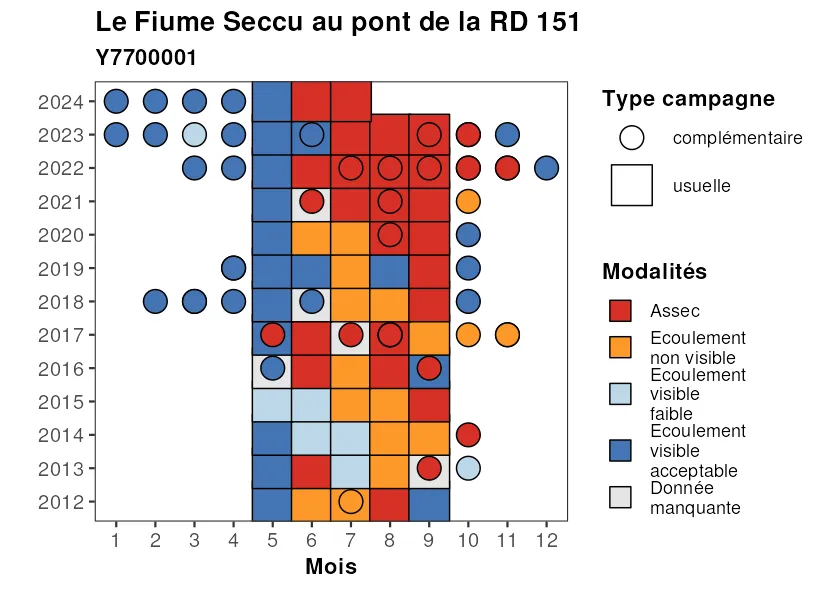 Le Fiume Seccu au pont de la RD 151
Y7700001
2024
2023
2022
2021
2020
2019
2018
2017
2016
2015
2014
2013
2012
1 2 3 4 5 6 7 8 9 10 11 12
Mois
Type campagne
complémentaire
usuelle
Modalités
Assec
Ecoulement
non visible
Ecoulement
visible
faible
Ecoulement
visible
acceptable
Donnée
manquante